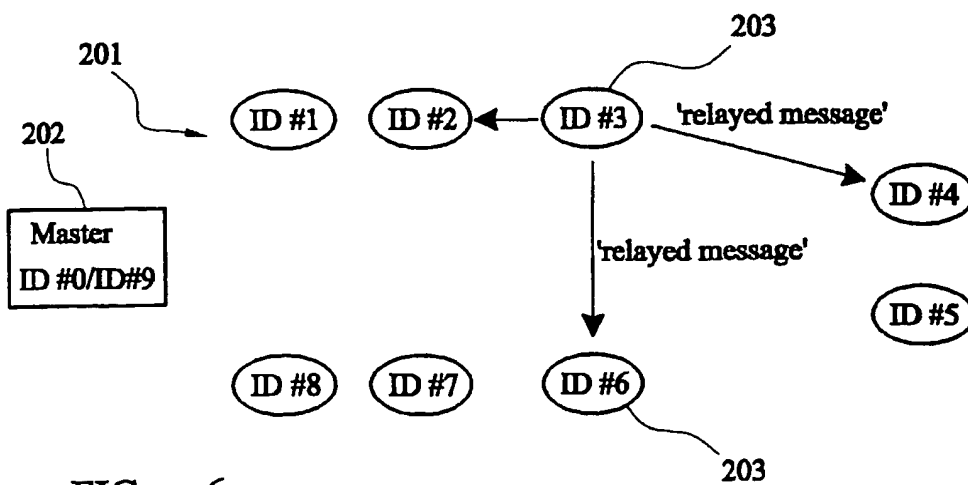 203
201
ID #1
ID #2
ID #3
'relayed message'
202
ID #4
Master
ID #0/ID#9
'relayed message'
ID #5
ID #8
ID #7
ID #6
203